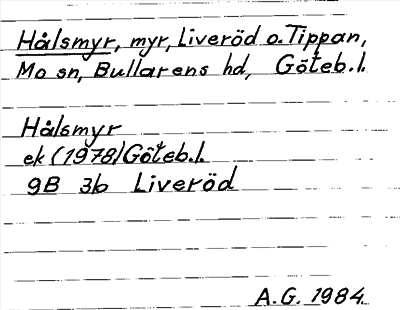 Hålsmyr, myr, Liveröd o. Tippan,
Mo sn, Bullarens hd, Göteb.l.
Hålsmyr
ek (1978) Göteb.l.
9B 3b Liveröd
A.G. 1984